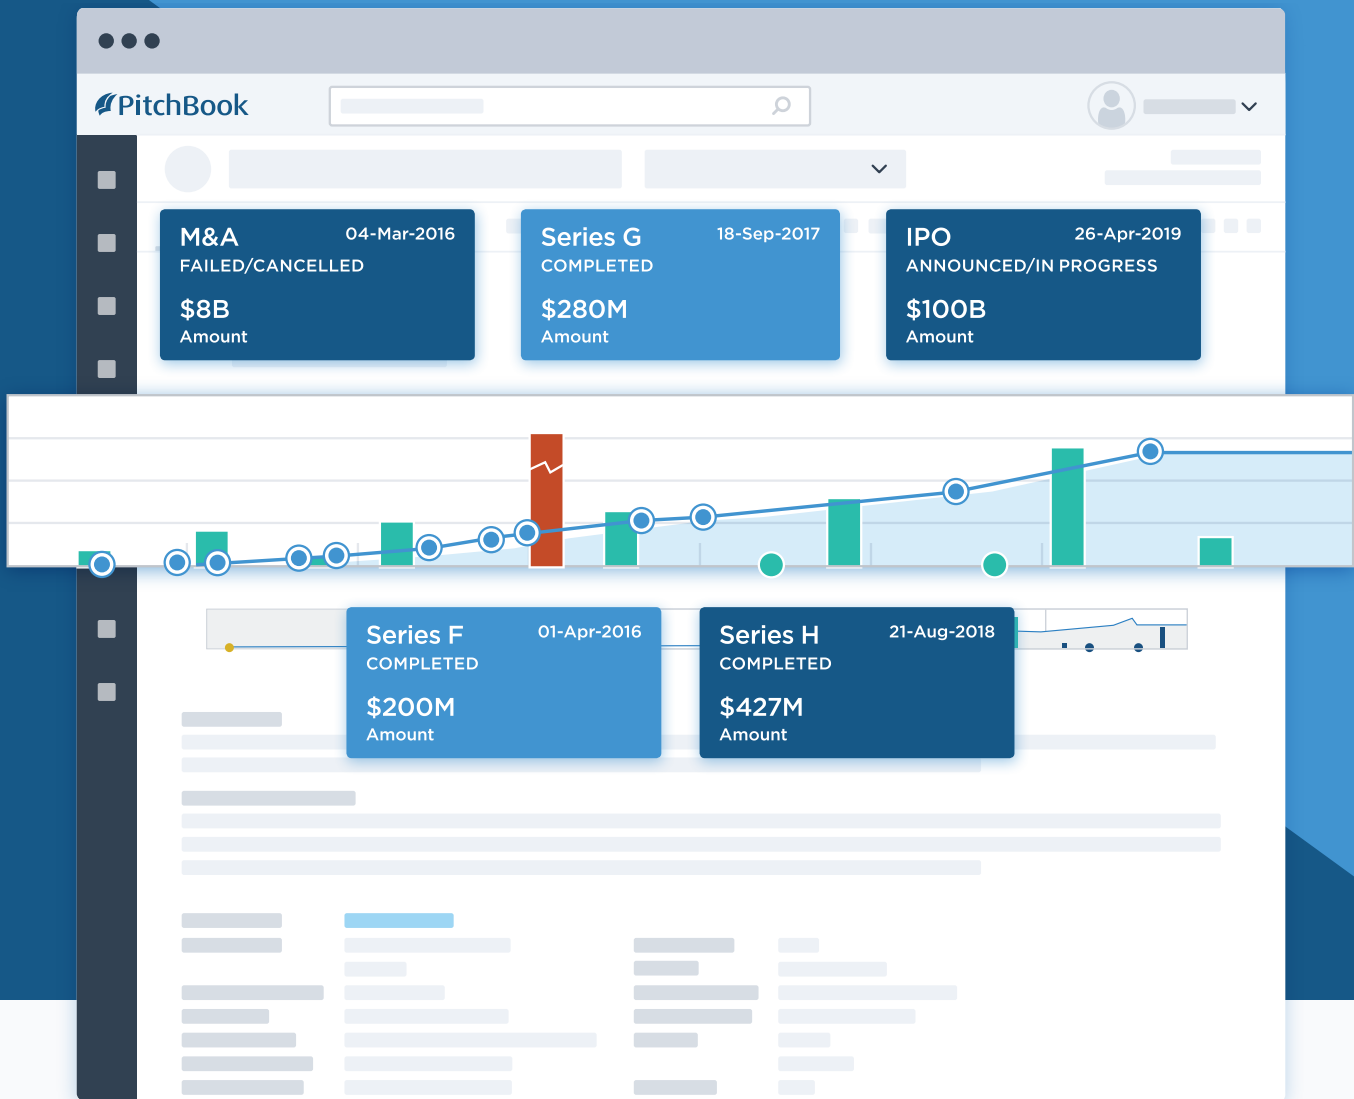 PitchBook
M&A
04-Mar-2016
FAILED/CANCELLED
$8B
Amount
Series G
18-Sep-2017
COMPLETED
$280M
Amount
IPO
26-Apr-2019
ANNOUNCED/IN PROGRESS
$100B
Amount
Series F
01-Apr-2016
COMPLETED
$200M
Amount
Series H
21-Aug-2018
COMPLETED
$427M
Amount